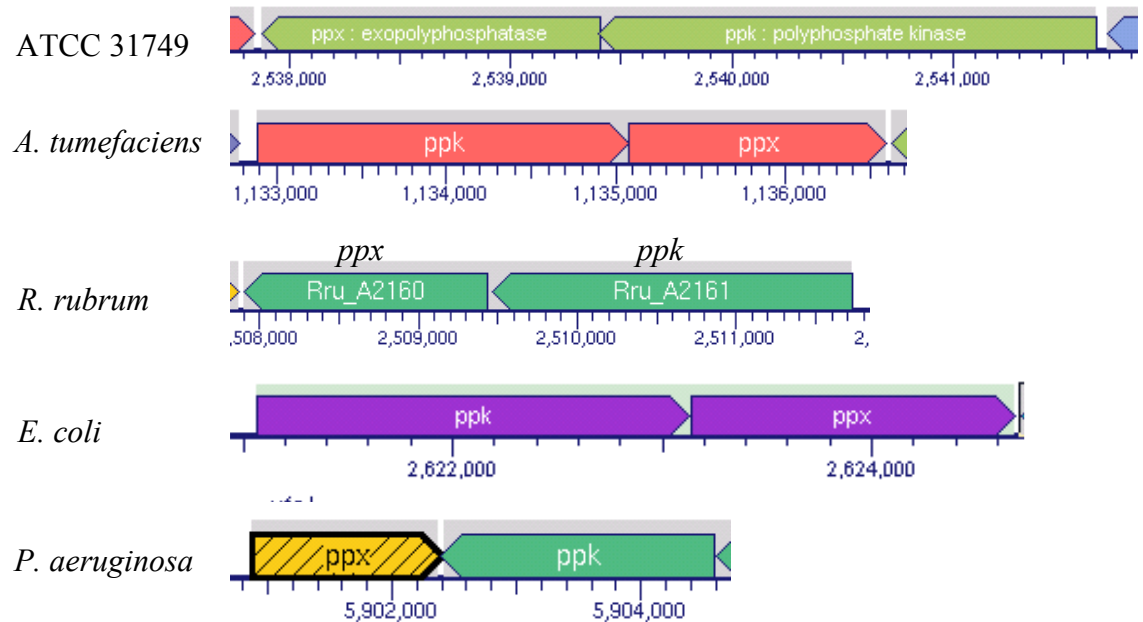 ATCC 31749
ppx : exopolyphosphatase ppk : polyphosphate kinase
2,538,000 2,539,000 2,540,000 2,541,000
A. tumefaciens
ppk ppx
1,133,000 1,134,000 1,135,000 1,136,000
ppx ppk
R. rubrum
Rru_A2160 Rru_A2161
,508,000 2,509,000 2,510,000 2,511,000 2,
E. coli
ppk ppx
2,622,000 2,624,000
P. aeruginosa
ppx ppk
5,902,000 5,904,000